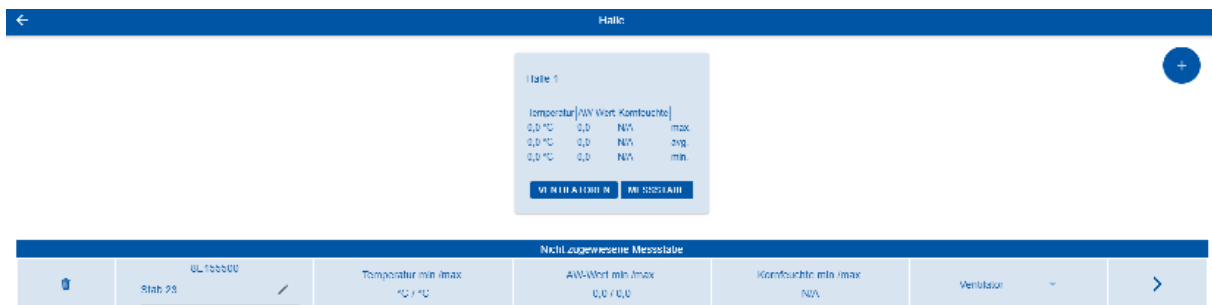 Halle
Halle 1
Temperatur AW-Wert Kornfeuchte
0,0 °C 0,0 N/A max.
0,0 °C 0,0 N/A avg.
0,0 °C 0,0 N/A min.
VENTILATOREN MESSSTÄBE
Nicht zugewiesene Messstäbe
Stab 23
Temperatur min /max
°C / °C
AW-Wert min /max
0,0 / 0,0
Kornfeuchte min /max
N/A
Ventilator